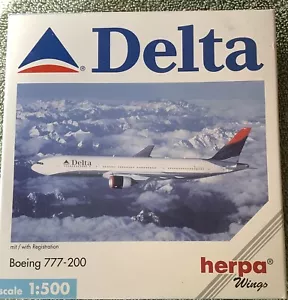 ® Delta
Delta
mit/with Registration
Boeing 777-200
herpa®
Wings
scale 1:500